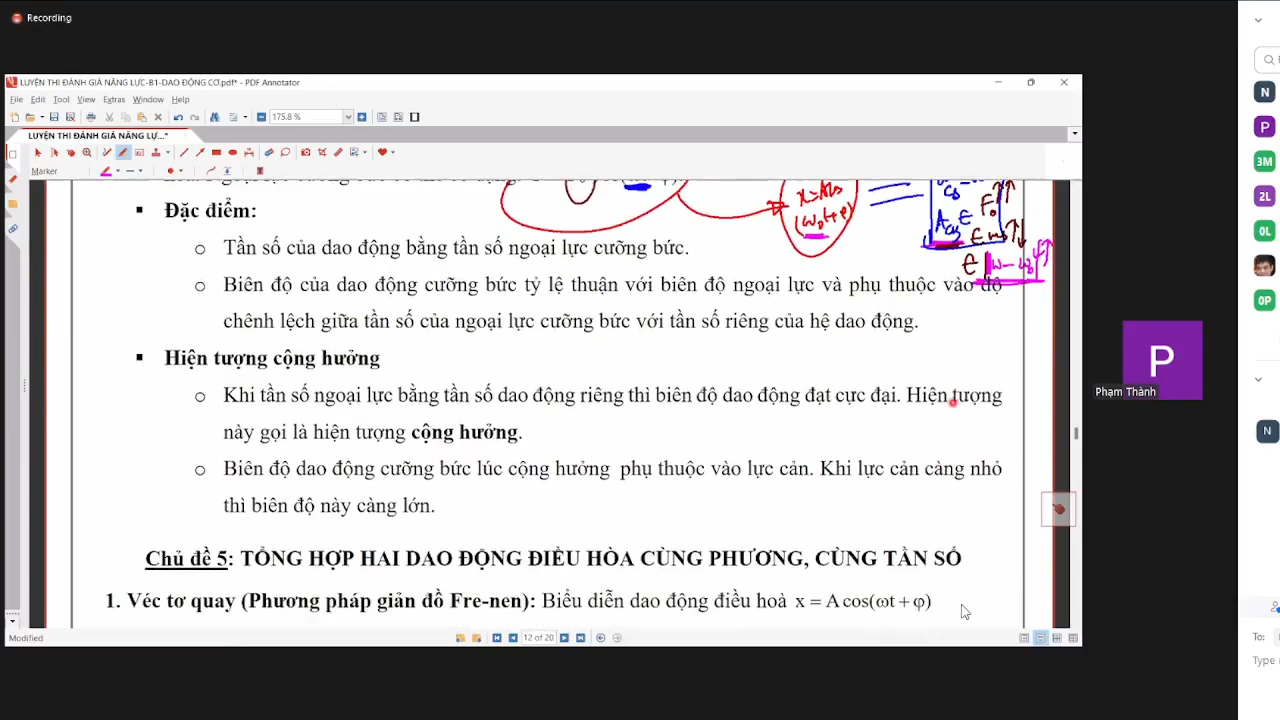 Recording
LUYỆN THI ĐÁNH GIÁ NĂNG LỰC-B1-DAO ĐỘNG CƠ.pdf* - PDF Annotator
File Edit Tool View Extras Window Help
175.8 %
LUYỆN THI ĐÁNH GIÁ NĂNG LỰ...*
Marker
▪ Đặc điểm:
o Tần số của dao động bằng tần số ngoại lực cưỡng bức.
o Biên độ của dao động cưỡng bức tỷ lệ thuận với biên độ ngoại lực và phụ thuộc vào độ
chênh lệch giữa tần số của ngoại lực cưỡng bức với tần số riêng của hệ dao động.
▪ Hiện tượng cộng hưởng
o Khi tần số ngoại lực bằng tần số dao động riêng thì biên độ dao động đạt cực đại. Hiện tượng
này gọi là hiện tượng cộng hưởng.
o Biên độ dao động cưỡng bức lúc cộng hưởng phụ thuộc vào lực cản. Khi lực cản càng nhỏ
thì biên độ này càng lớn.
Chủ đề 5: TỔNG HỢP HAI DAO ĐỘNG ĐIỀU HÒA CÙNG PHƯƠNG, CÙNG TẦN SỐ
1. Véc tơ quay (Phương pháp giản đồ Fre-nen): Biểu diễn dao động điều hoà x = A cos(ωt + φ)
Modified
12 of 20
P
Phạm Thành
N
P
3M
2L
0L
0P
N
To:
Type